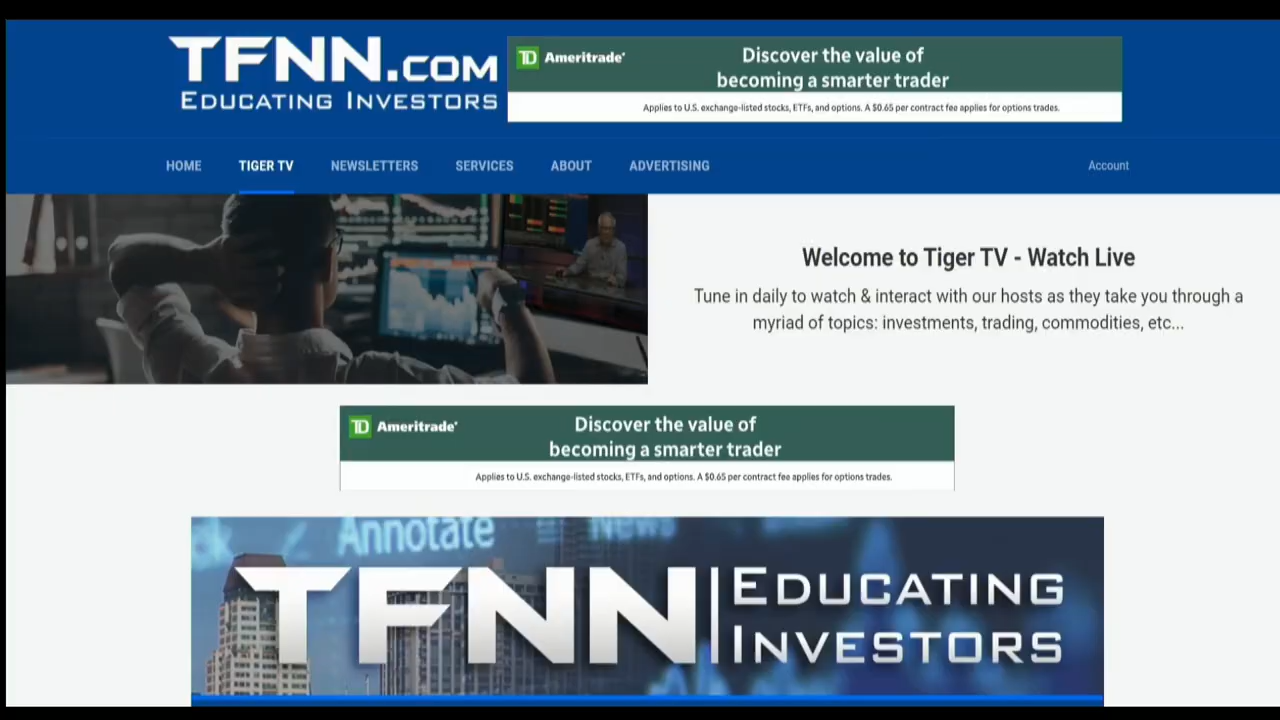 TFNN.COM
EDUCATING INVESTORS
TD Ameritrade
Discover the value of
becoming a smarter trader
Applies to U.S. exchange-listed stocks, ETFs, and options. A $0.65 per contract fee applies for options trades.
HOME TIGER TV NEWSLETTERS SERVICES ABOUT ADVERTISING Account
Welcome to Tiger TV - Watch Live
Tune in daily to watch & interact with our hosts as they take you through a
myriad of topics: investments, trading, commodities, etc...
TD Ameritrade
Discover the value of
becoming a smarter trader
Applies to U.S. exchange-listed stocks, ETFs, and options. A $0.65 per contract fee applies for options trades.
Annotate News
TFNN EDUCATING
INVESTORS